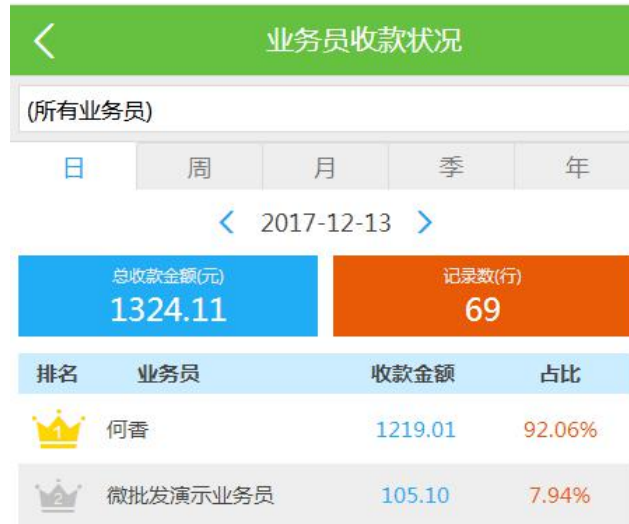 业务员收款状况
(所有业务员)
日 周 月 季 年
2017-12-13
总收款金额(元) 记录数(行)
1324.11 69
排名 业务员 收款金额 占比
1 何香 1219.01 92.06%
2 微批发演示业务员 105.10 7.94%